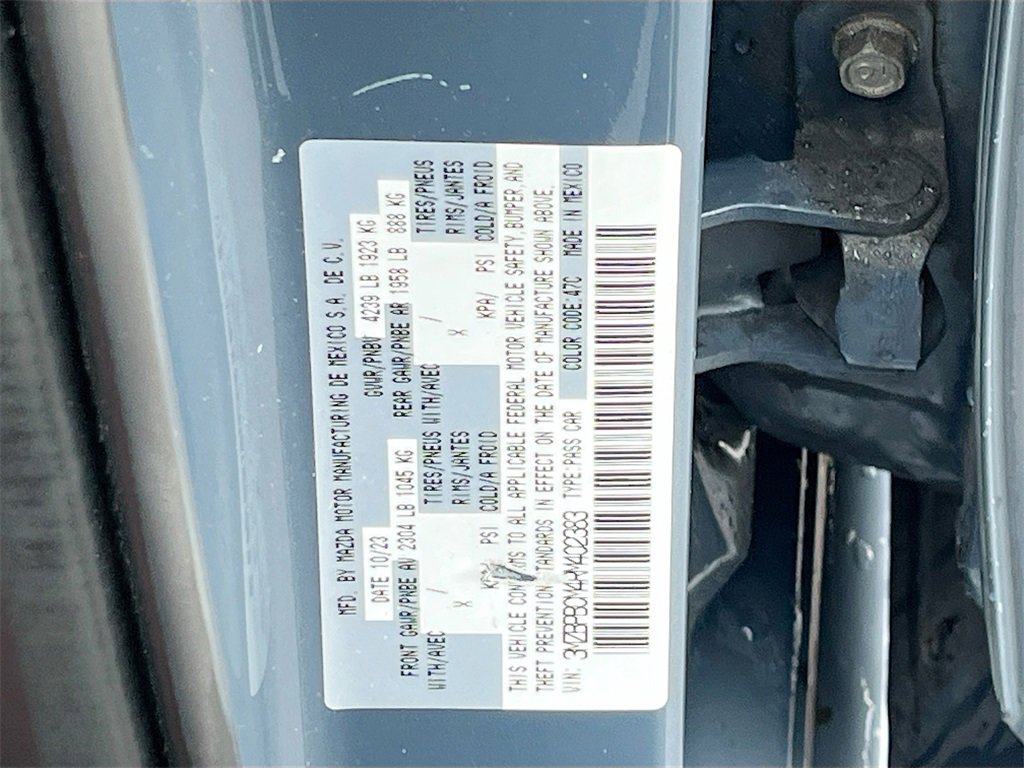 MFD. BY MAZDA MOTOR MANUFACTURING DE MEXICO S.A. DE C.V.
DATE 10/23 GVWR/PNBV 4239 LB 1923 KG
FRONT GAWR/PNBE AV 2304 LB 1045 KG REAR GAWR/PNBE AR 1958 LB 888 KG
WITH/AVEC / TIRES/PNEUS WITH/AVEC / TIRES/PNEUS
X RIMS/JANTES X RIMS/JANTES
KPA/ PSI COLD/A FROID KPA/ PSI COLD/A FROID
THIS VEHICLE CONFORMS TO ALL APPLICABLE FEDERAL MOTOR VEHICLE SAFETY, BUMPER, AND
THEFT PREVENTION STANDARDS IN EFFECT ON THE DATE OF MANUFACTURE SHOWN ABOVE.
VIN: 3MZBPBCM4RM402383 TYPE:PASS CAR COLOR CODE:47C MADE IN MEXICO